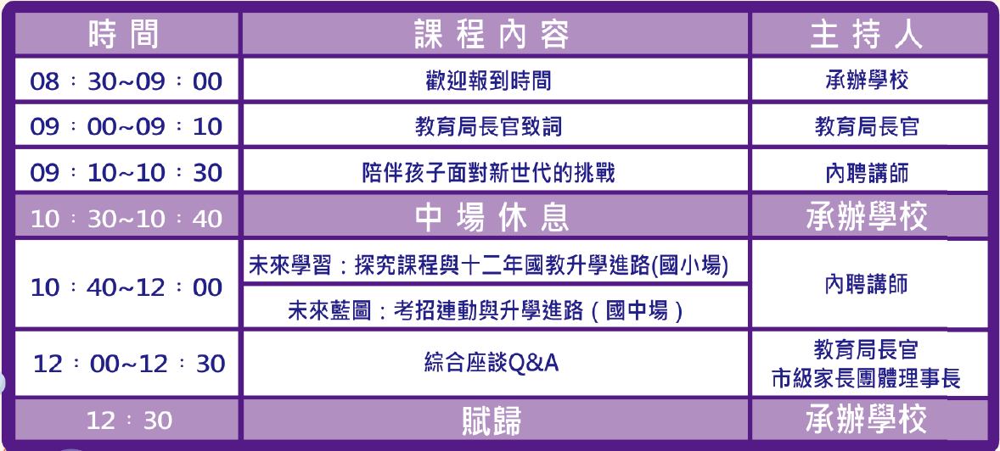 時間 課程內容 主持人
08：30~09：00 歡迎報到時間 承辦學校
09：00~09：10 教育局長官致詞 教育局長官
09：10~10：30 陪伴孩子面對新世代的挑戰 內聘講師
10：30~10：40 中場休息 承辦學校
未來學習：探究課程與十二年國教升學進路(國小場)
10：40~12：00 內聘講師
未來藍圖：考招連動與升學進路（國中場）
12：00~12：30 綜合座談Q&A 教育局長官
市級家長團體理事長
12：30 賦歸 承辦學校